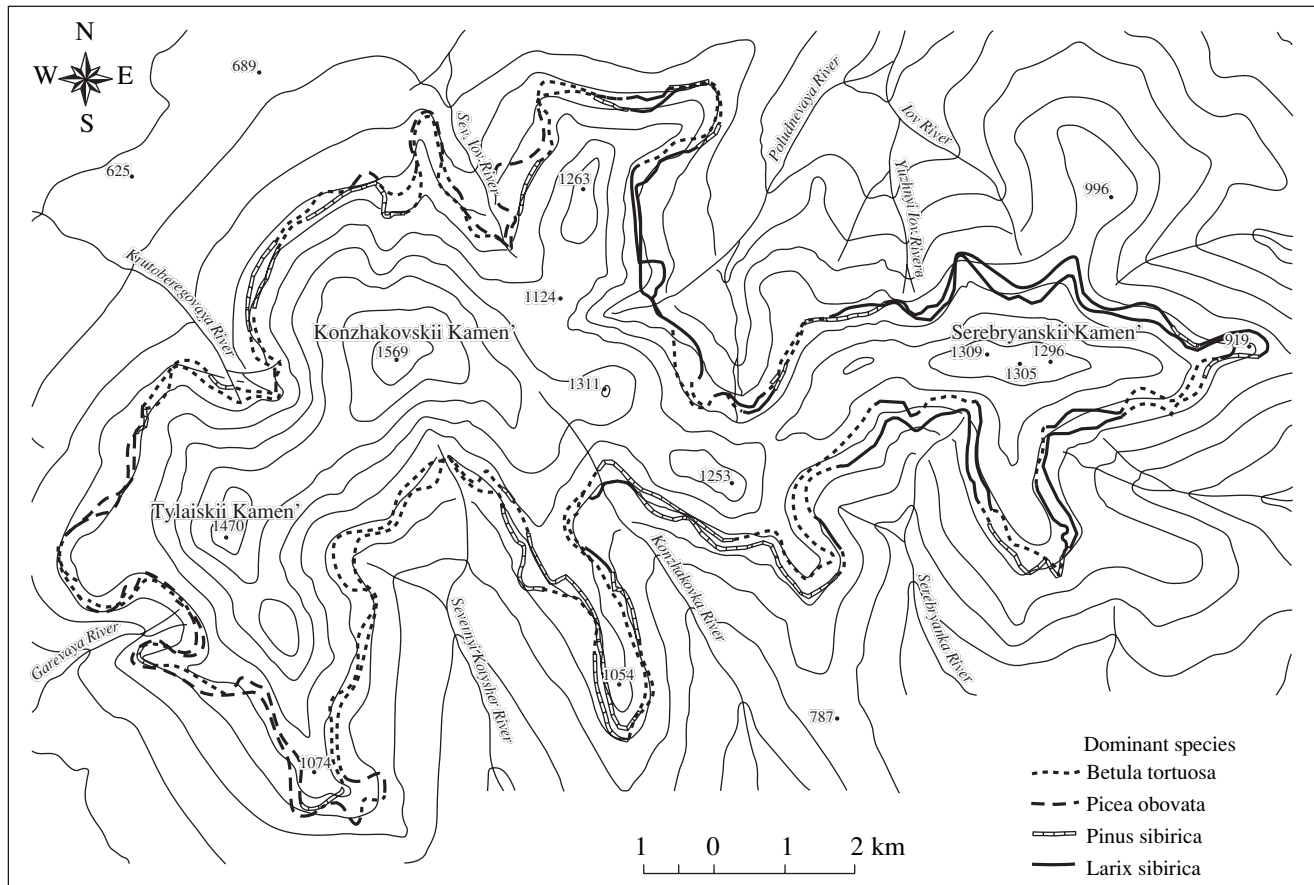 N
W E
S
689
625
Sev. Iov. River
1263
Poludnevaya River
Iov River
Yuzhnyi Iov Riverв
996
Krutoberegovaya River
1124
Konzhakovskii Kamen’
1569
1311
Serebryanskii Kamen’
1309
1296
1305
919
1253
Tylaiskii Kamen’
1470
Garevaya River
Severnyi Kotysher River
Konzhakovka River
Serebryanka River
1054
787
1074
1 0 1 2 km
Dominant species
Betula tortuosa
Picea obovata
Pinus sibirica
Larix sibirica